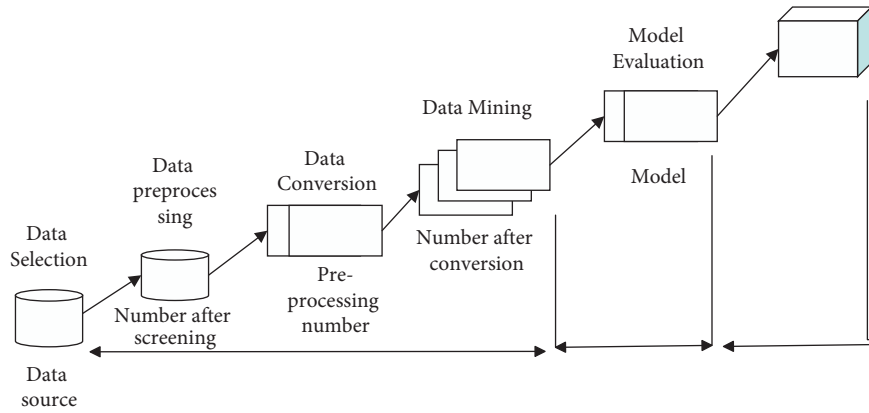 Data
Selection
Data
source
Data
preproces
sing
Number after
screening
Data
Conversion
Pre-
processing
number
Data Mining
Number after
conversion
Model
Evaluation
Model